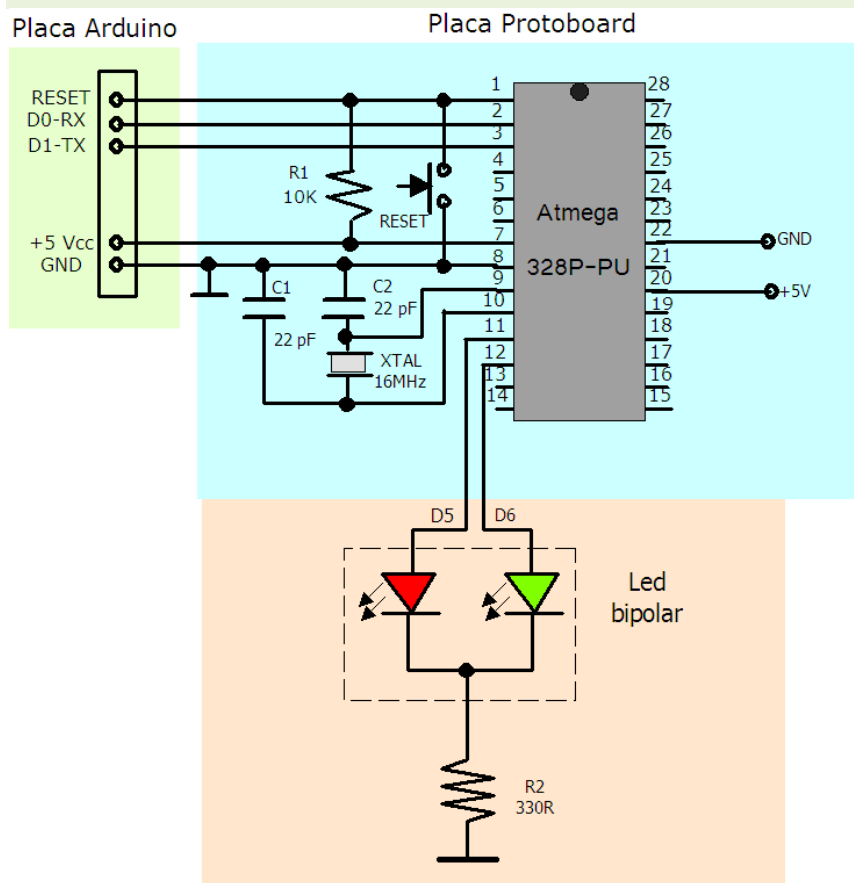 Placa Arduino
Placa Protoboard
RESET
D0-RX
D1-TX
+5 Vcc
GND
R1
10K
RESET
C1
22 pF
C2
22 pF
XTAL
16MHz
1
2
3
4
5
6
7
8
9
10
11
12
13
14
Atmega
328P-PU
28
27
26
25
24
23
22
21
20
19
18
17
16
15
GND
+5V
D5
D6
Led
bipolar
R2
330R